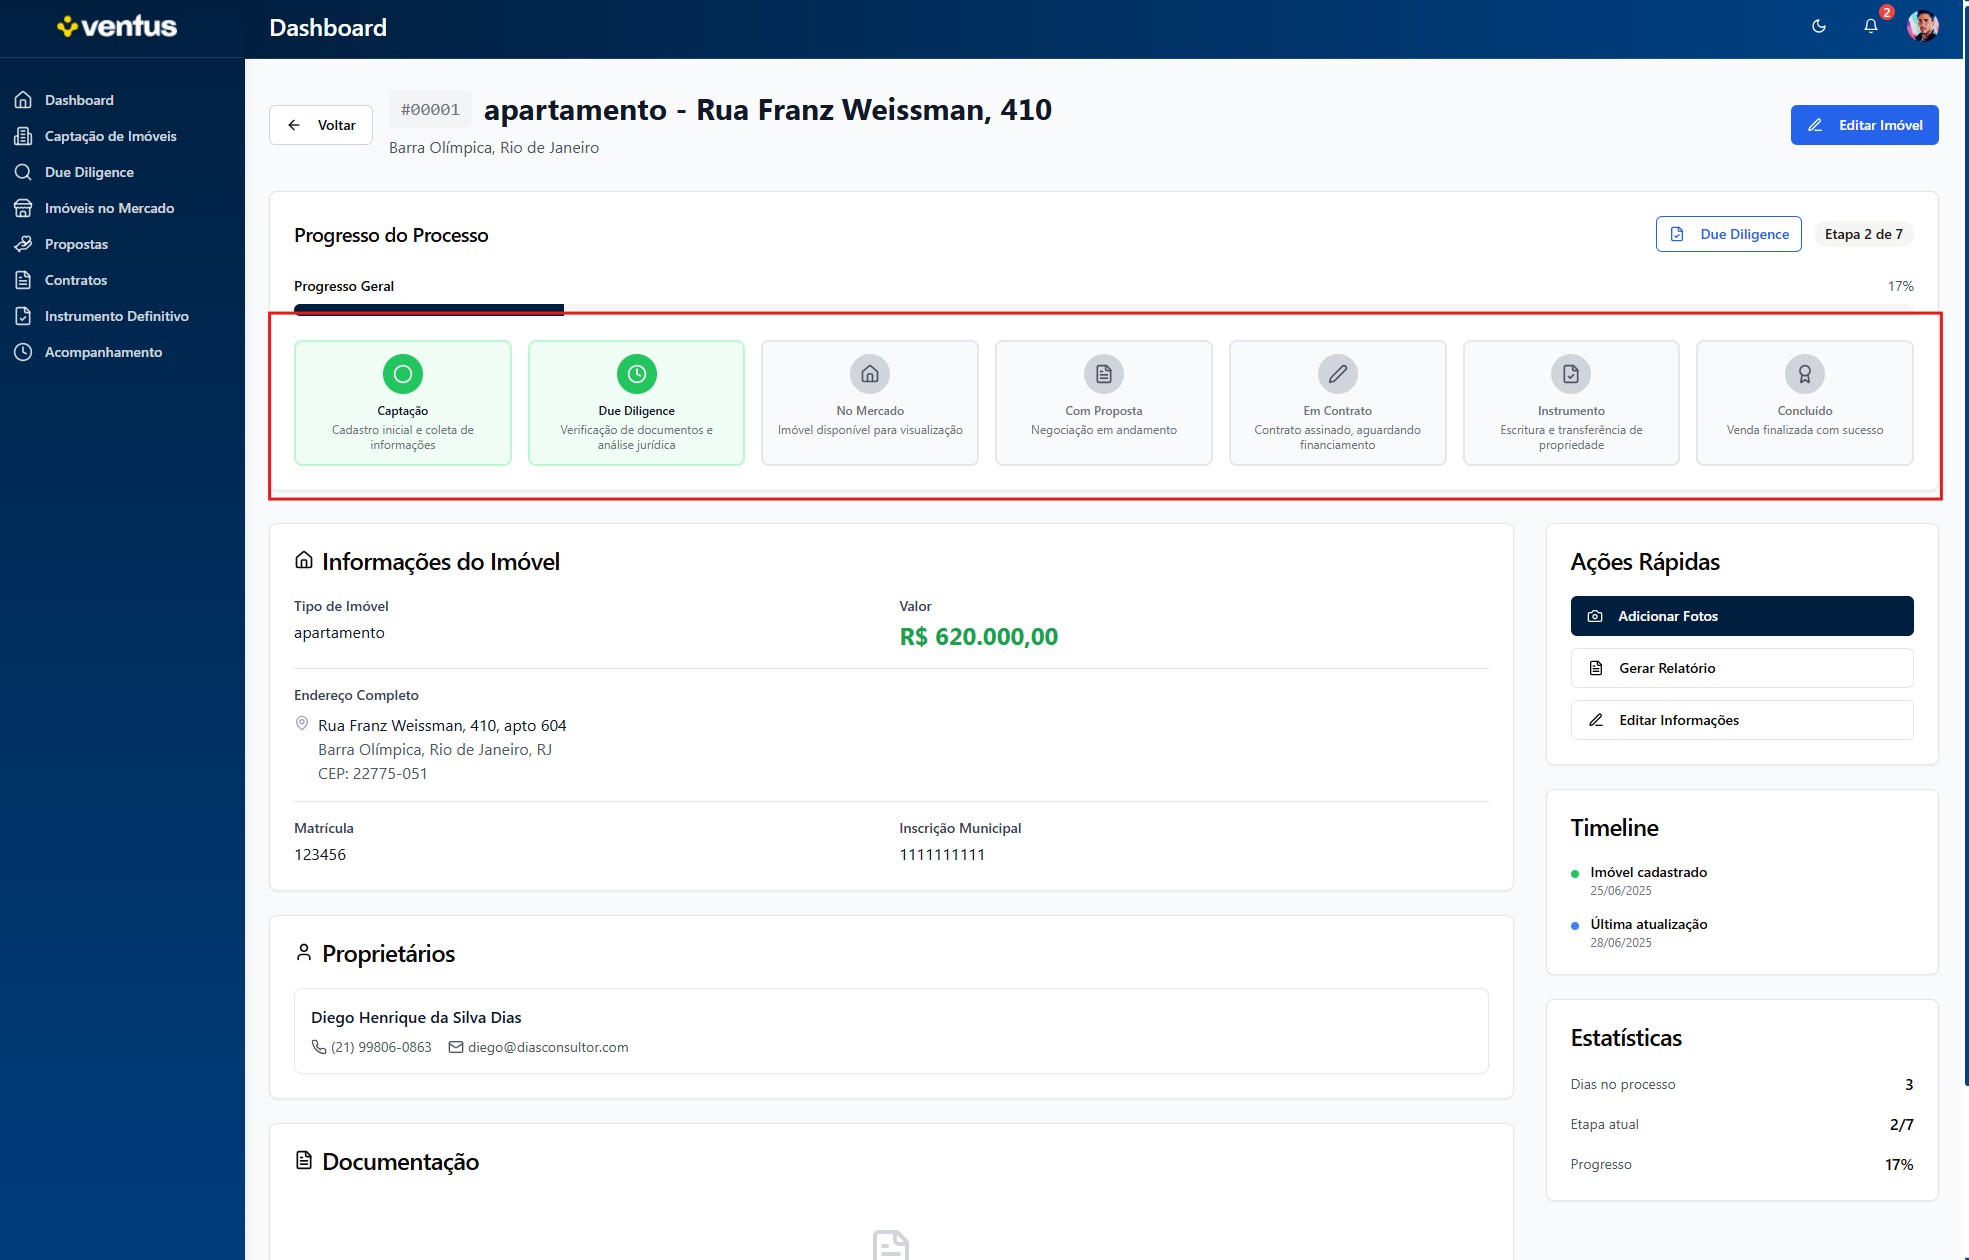 ventus
Dashboard
2
Dashboard
Captação de Imóveis
Due Diligence
Imóveis no Mercado
Propostas
Contratos
Instrumento Definitivo
Acompanhamento
Voltar
#00001
apartamento - Rua Franz Weissman, 410
Barra Olímpica, Rio de Janeiro
Editar Imóvel
Progresso do Processo
Due Diligence
Etapa 2 de 7
Progresso Geral
17%
Captação
Cadastro inicial e coleta de
informações
Due Diligence
Verificação de documentos e
análise jurídica
No Mercado
Imóvel disponível para visualização
Com Proposta
Negociação em andamento
Em Contrato
Contrato assinado, aguardando
financiamento
Instrumento
Escritura e transferência de
propriedade
Concluído
Venda finalizada com sucesso
Informações do Imóvel
Tipo de Imóvel
apartamento
Valor
R$ 620.000,00
Endereço Completo
Rua Franz Weissman, 410, apto 604
Barra Olímpica, Rio de Janeiro, RJ
CEP: 22775-051
Matrícula
123456
Inscrição Municipal
1111111111
Proprietários
Diego Henrique da Silva Dias
(21) 99806-0863
diego@diasconsultor.com
Documentação
Ações Rápidas
Adicionar Fotos
Gerar Relatório
Editar Informações
Timeline
Imóvel cadastrado
25/06/2025
Última atualização
28/06/2025
Estatísticas
Dias no processo
3
Etapa atual
2/7
Progresso
17%